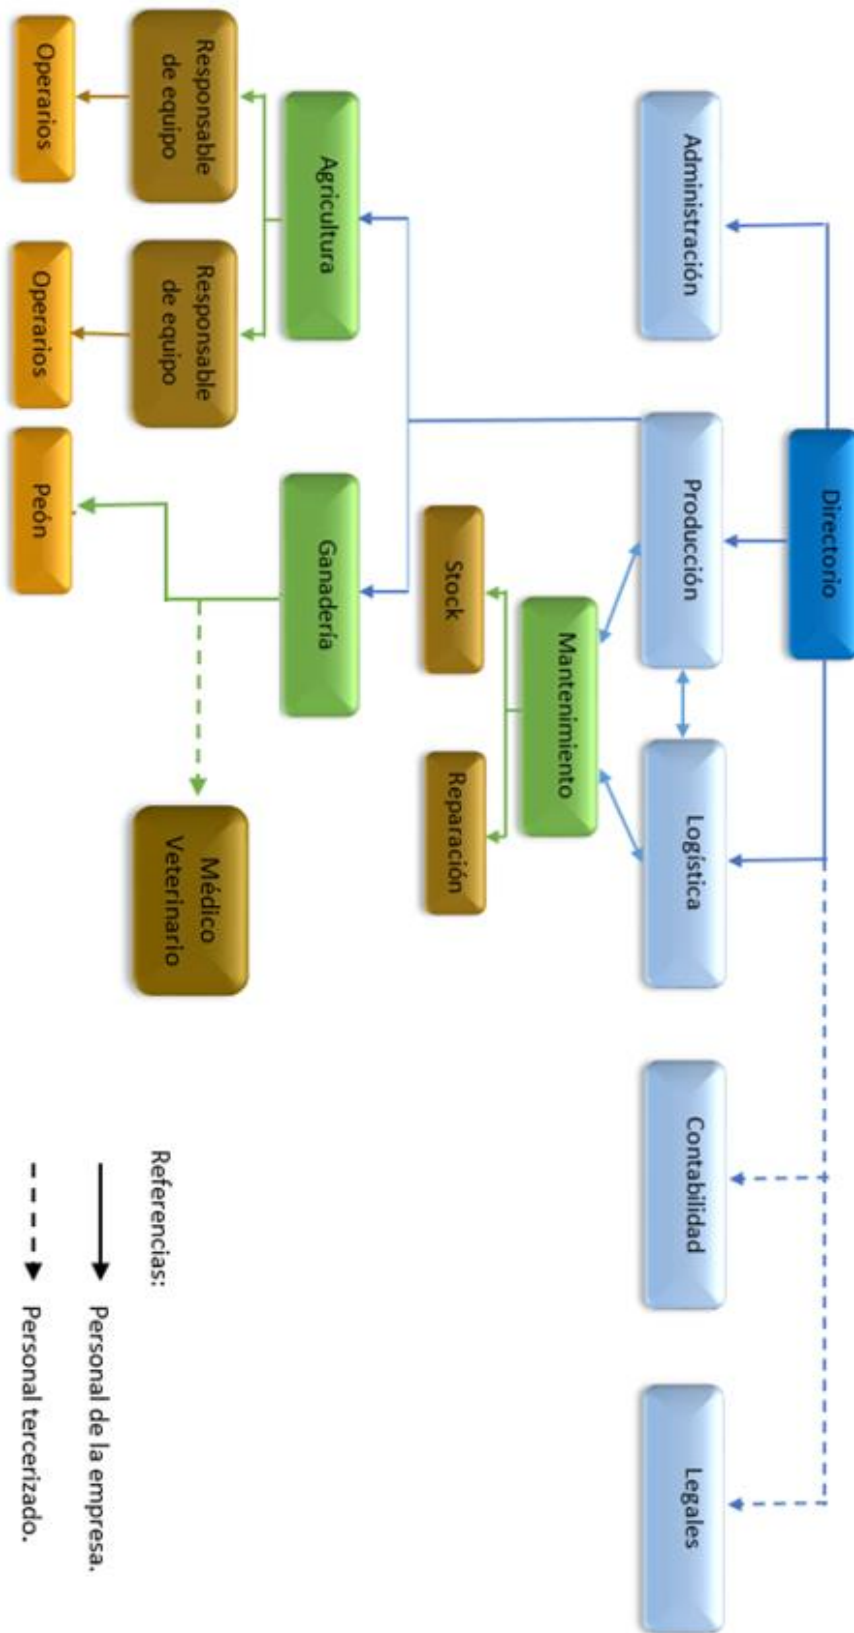 Directorio
Administración
Producción
Logística
Contabilidad
Legales
Mantenimiento
Stock
Reparación
Agricultura
Ganadería
Responsable
de equipo
Responsable
de equipo
Médico
Veterinario
Operarios
Operarios
Peón
Referencias:
Personal de la empresa.
Personal tercerizado.